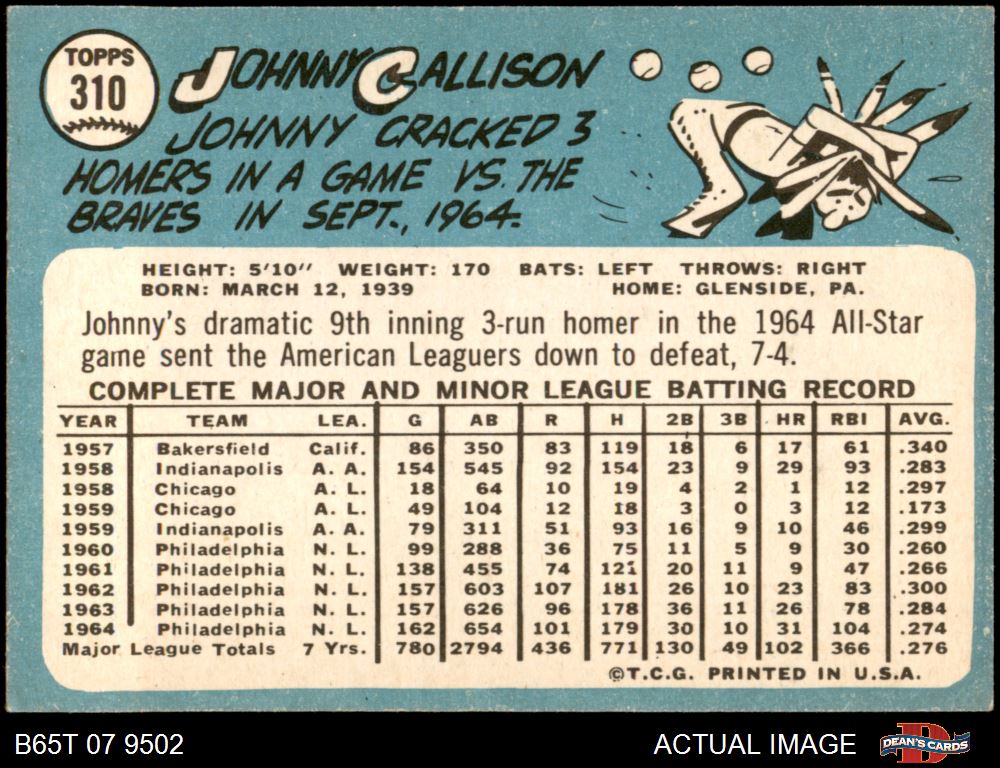 TOPPS
310
JOHNNY CALLISON
JOHNNY CRACKED 3
HOMERS IN A GAME VS. THE
BRAVES IN SEPT., 1964.
HEIGHT: 5'10" WEIGHT: 170 BATS: LEFT THROWS: RIGHT
BORN: MARCH 12, 1939 HOME: GLENSIDE, PA.
Johnny's dramatic 9th inning 3-run homer in the 1964 All-Star
game sent the American Leaguers down to defeat, 7-4.
COMPLETE MAJOR AND MINOR LEAGUE BATTING RECORD
YEAR TEAM LEA. G AB R H 2B 3B HR RBI AVG.
1957 Bakersfield Calif. 86 350 83 119 18 6 17 61 .340
1958 Indianapolis A. A. 154 545 92 154 23 9 29 93 .283
1958 Chicago A. L. 18 64 10 19 4 2 1 12 .297
1959 Chicago A. L. 49 104 12 18 3 0 3 12 .173
1959 Indianapolis A. A. 79 311 51 93 16 9 10 46 .299
1960 Philadelphia N. L. 99 288 36 75 11 5 9 30 .260
1961 Philadelphia N. L. 138 455 74 121 20 11 9 47 .266
1962 Philadelphia N. L. 157 603 107 181 26 10 23 83 .300
1963 Philadelphia N. L. 157 626 96 178 36 11 26 78 .284
1964 Philadelphia N. L. 162 654 101 179 30 10 31 104 .274
Major League Totals 7 Yrs. 780 2794 436 771 130 49 102 366 .276
©T.C.G. PRINTED IN U.S.A.
B65T 07 9502 ACTUAL IMAGE DEAN'S CARDS